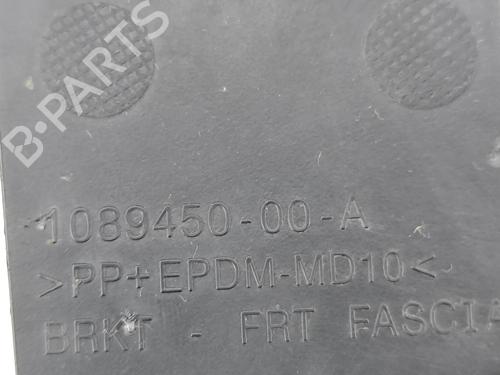 B-PARTS
1089450-00-A
>PP+EPDM-MD10<
BRKT - FRT FASCIA